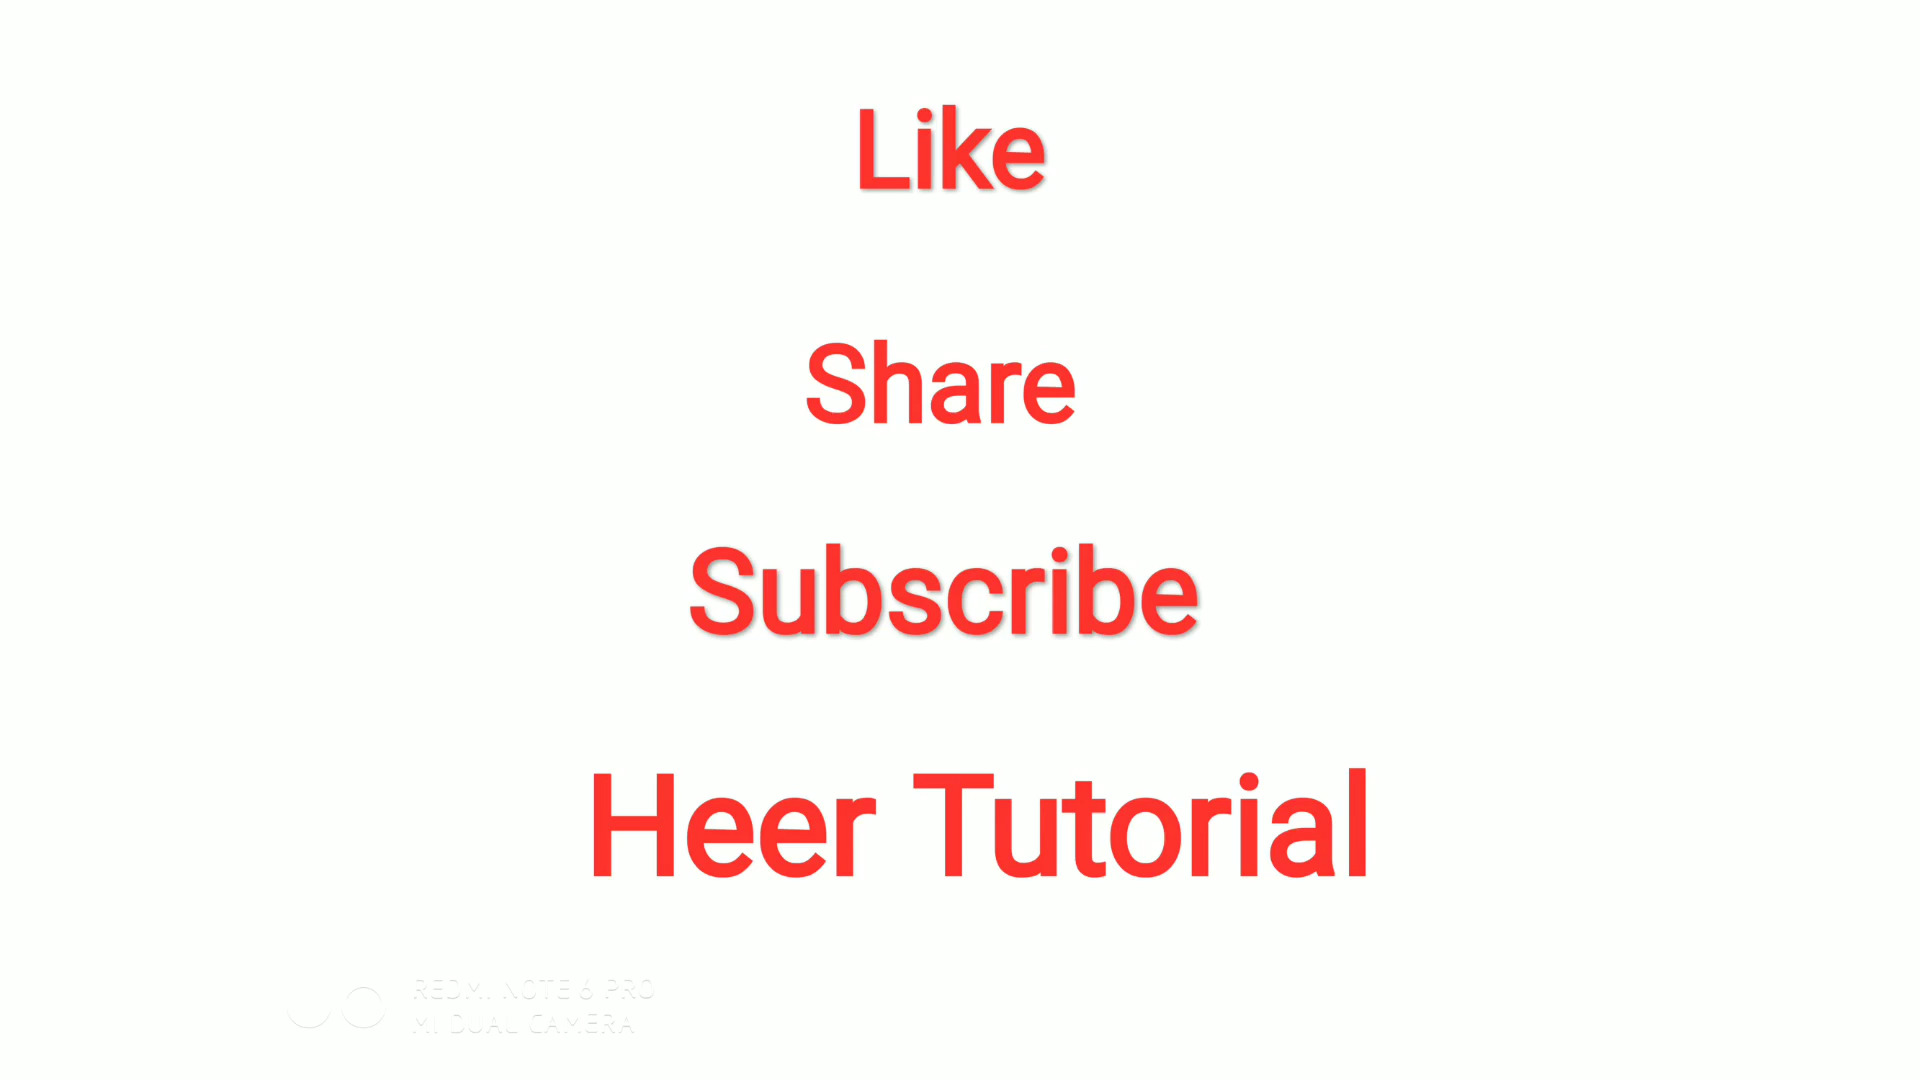 Like
Share
Subscribe
Heer Tutorial
REDMI NOTE 6 PRO
MI DUAL CAMERA